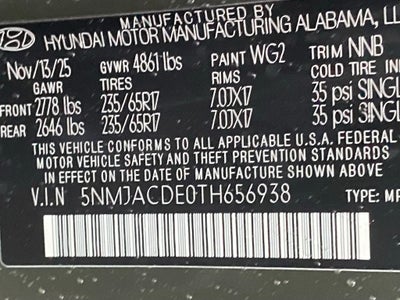 MANUFACTURED BY
HYUNDAI MOTOR MANUFACTURING ALABAMA, LL
Nov/13/25 GVWR 4861 lbs PAINT WG2 TRIM NNB
GAWR TIRES RIMS COLD TIRE IN
FRONT 2778 lbs 235/65R17 7.0JX17 35 psi SINGL
REAR 2646 lbs 235/65R17 7.0JX17 35 psi SINGL
THIS VEHICLE CONFORMS TO ALL APPLICABLE U.S.A. FEDERAL
MOTOR VEHICLE SAFETY AND THEFT PREVENTION STANDARDS
IN EFFECT ON THE DATE OF MANUFACTURE SHOWN ABOVE.
V.I.N 5NMJACDE0TH656938 TYPE: MP